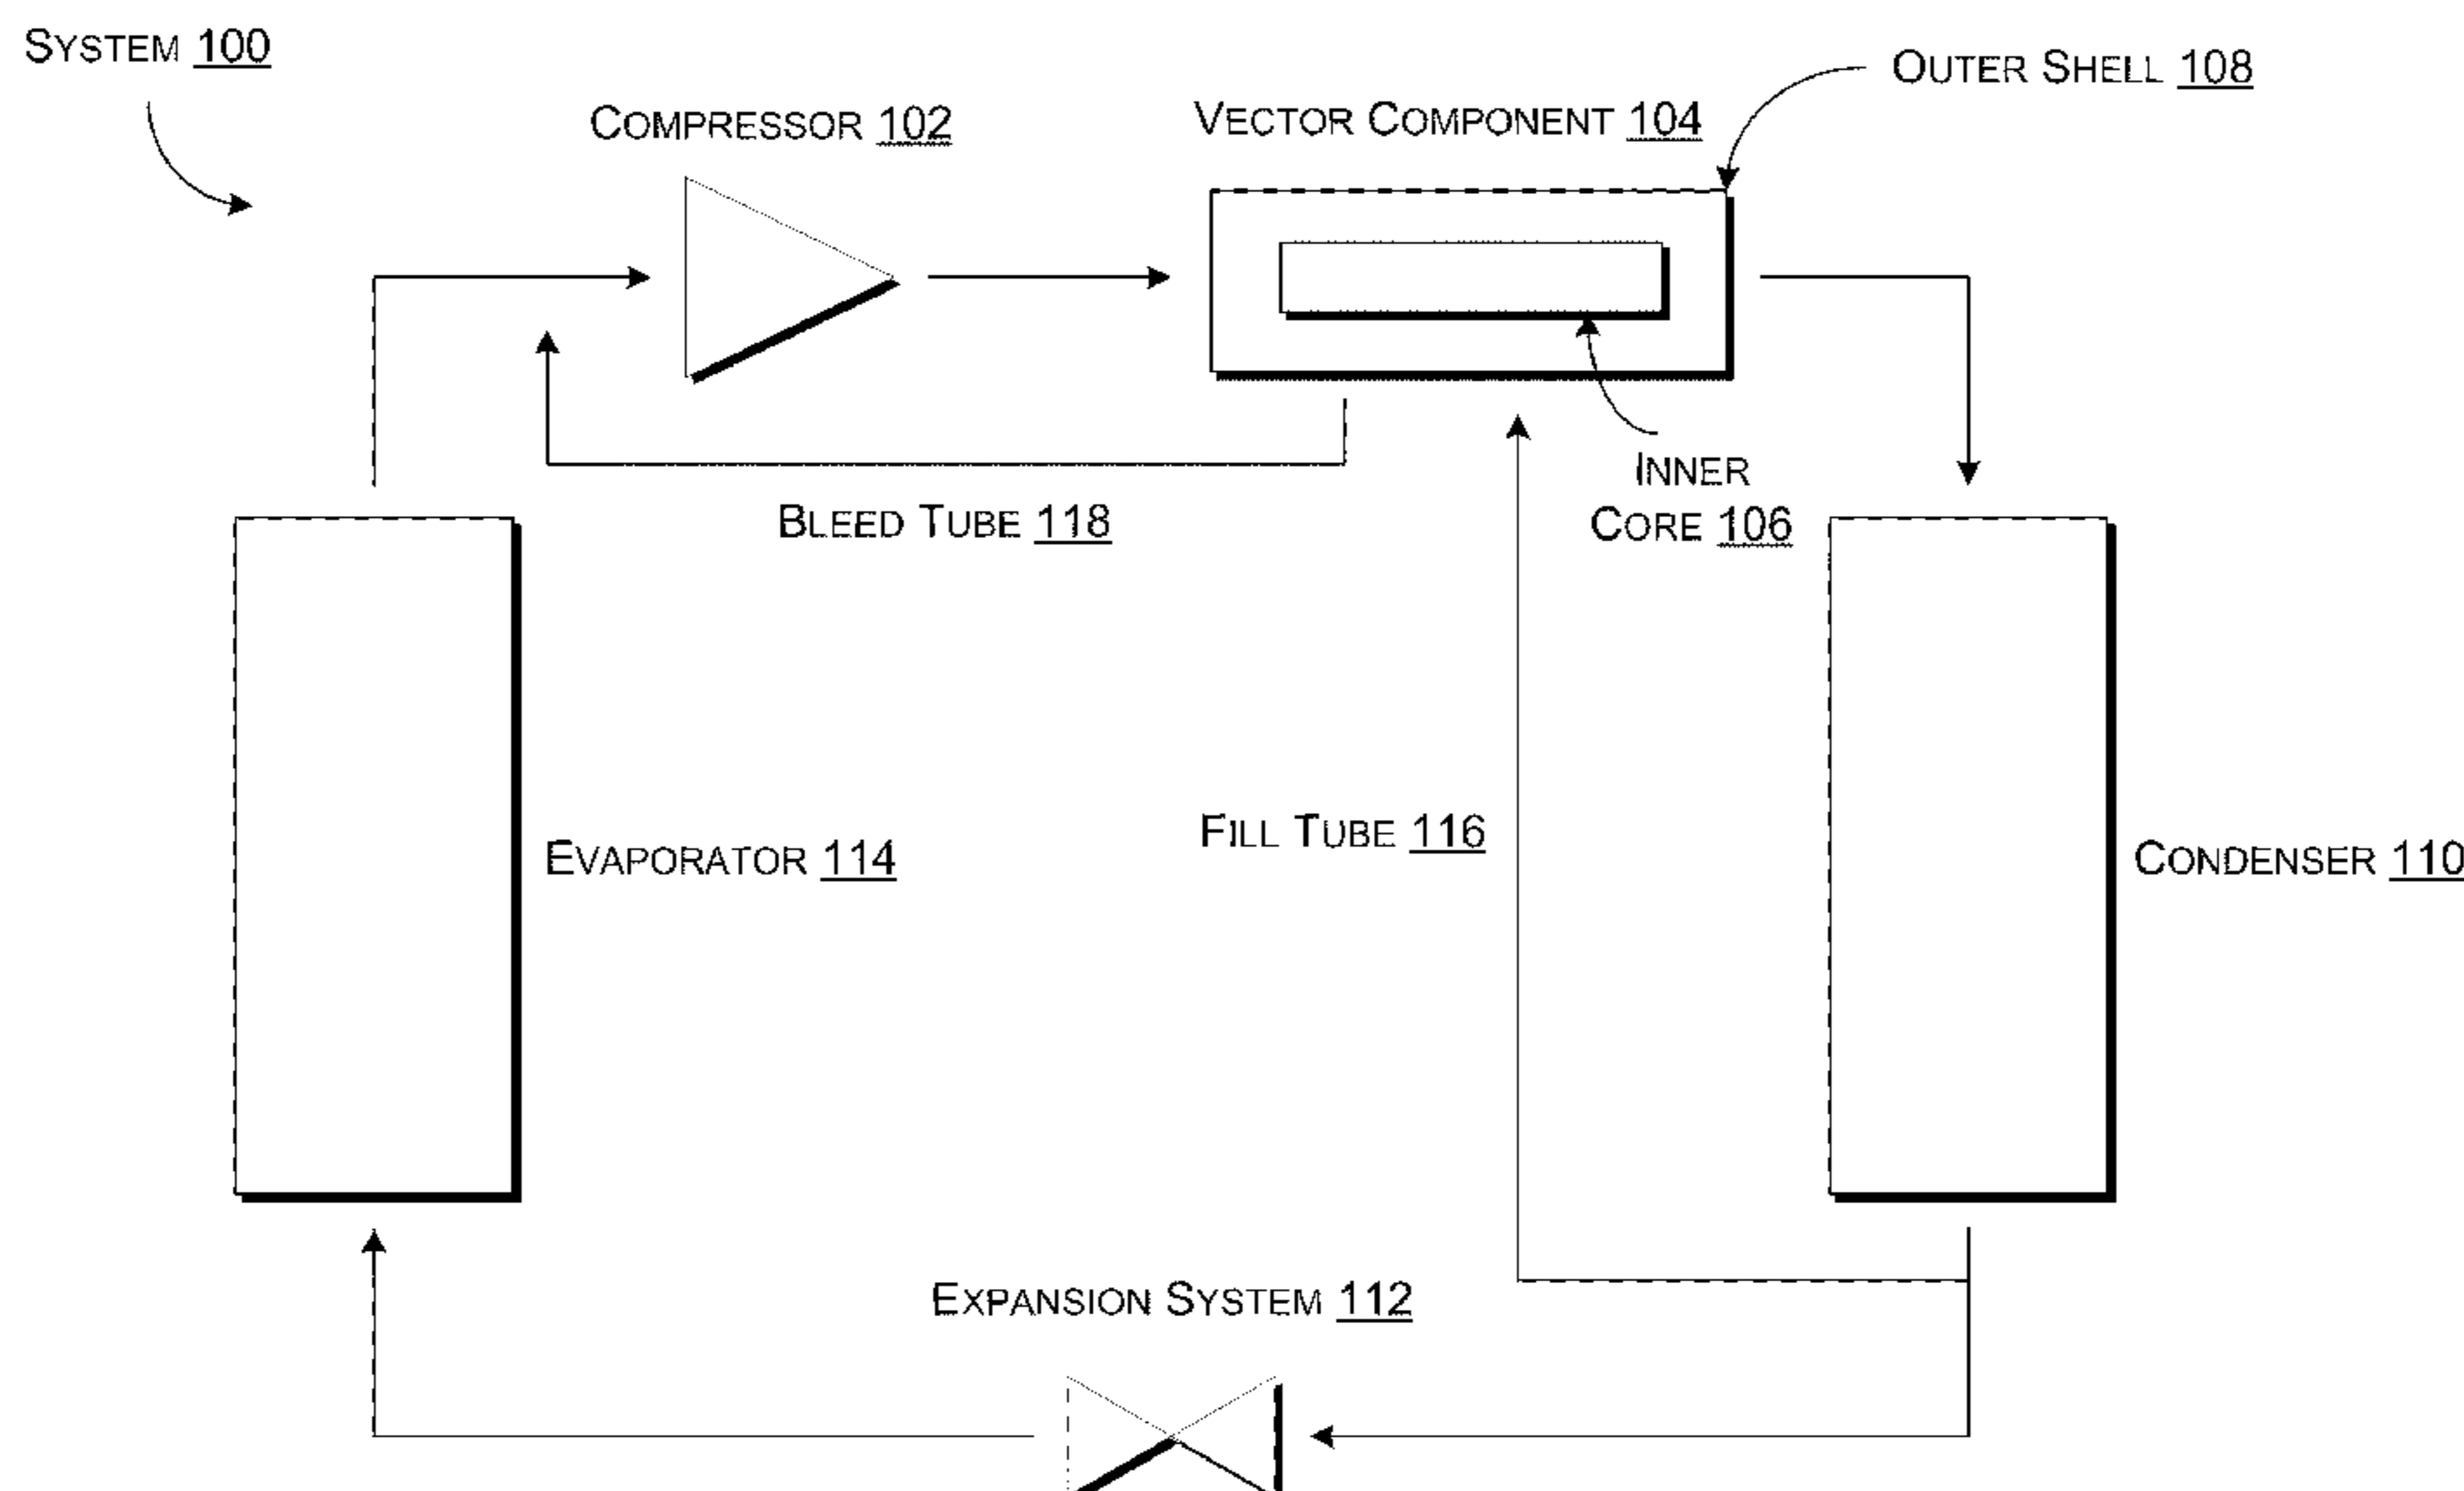 SYSTEM 100
OUTER SHELL 108
COMPRESSOR 102
VECTOR COMPONENT 104
INNER
CORE 106
BLEED TUBE 118
FILL TUBE 116
EVAPORATOR 114
CONDENSER 110
EXPANSION SYSTEM 112